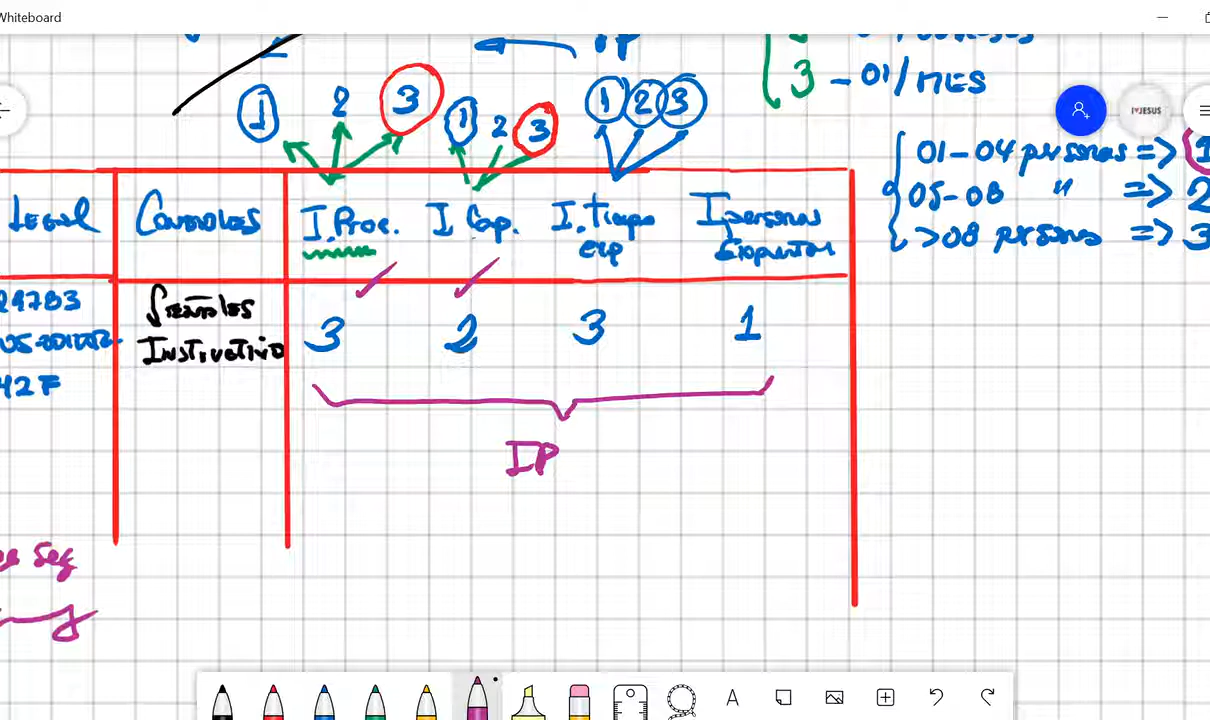 Whiteboard
3 - 01/MES
1 2 3 1 2 3 1 2 3
I♥JESUS
01-04 personas => 1
05-08 " => 2
>08 personas => 3
Legal
Controles
I. Proc.
I Cap.
I. tiempo
exp
I personas
Expuestas
29783
Señales
Instructivo
42F
3 2 3 1
IP
Seg
A